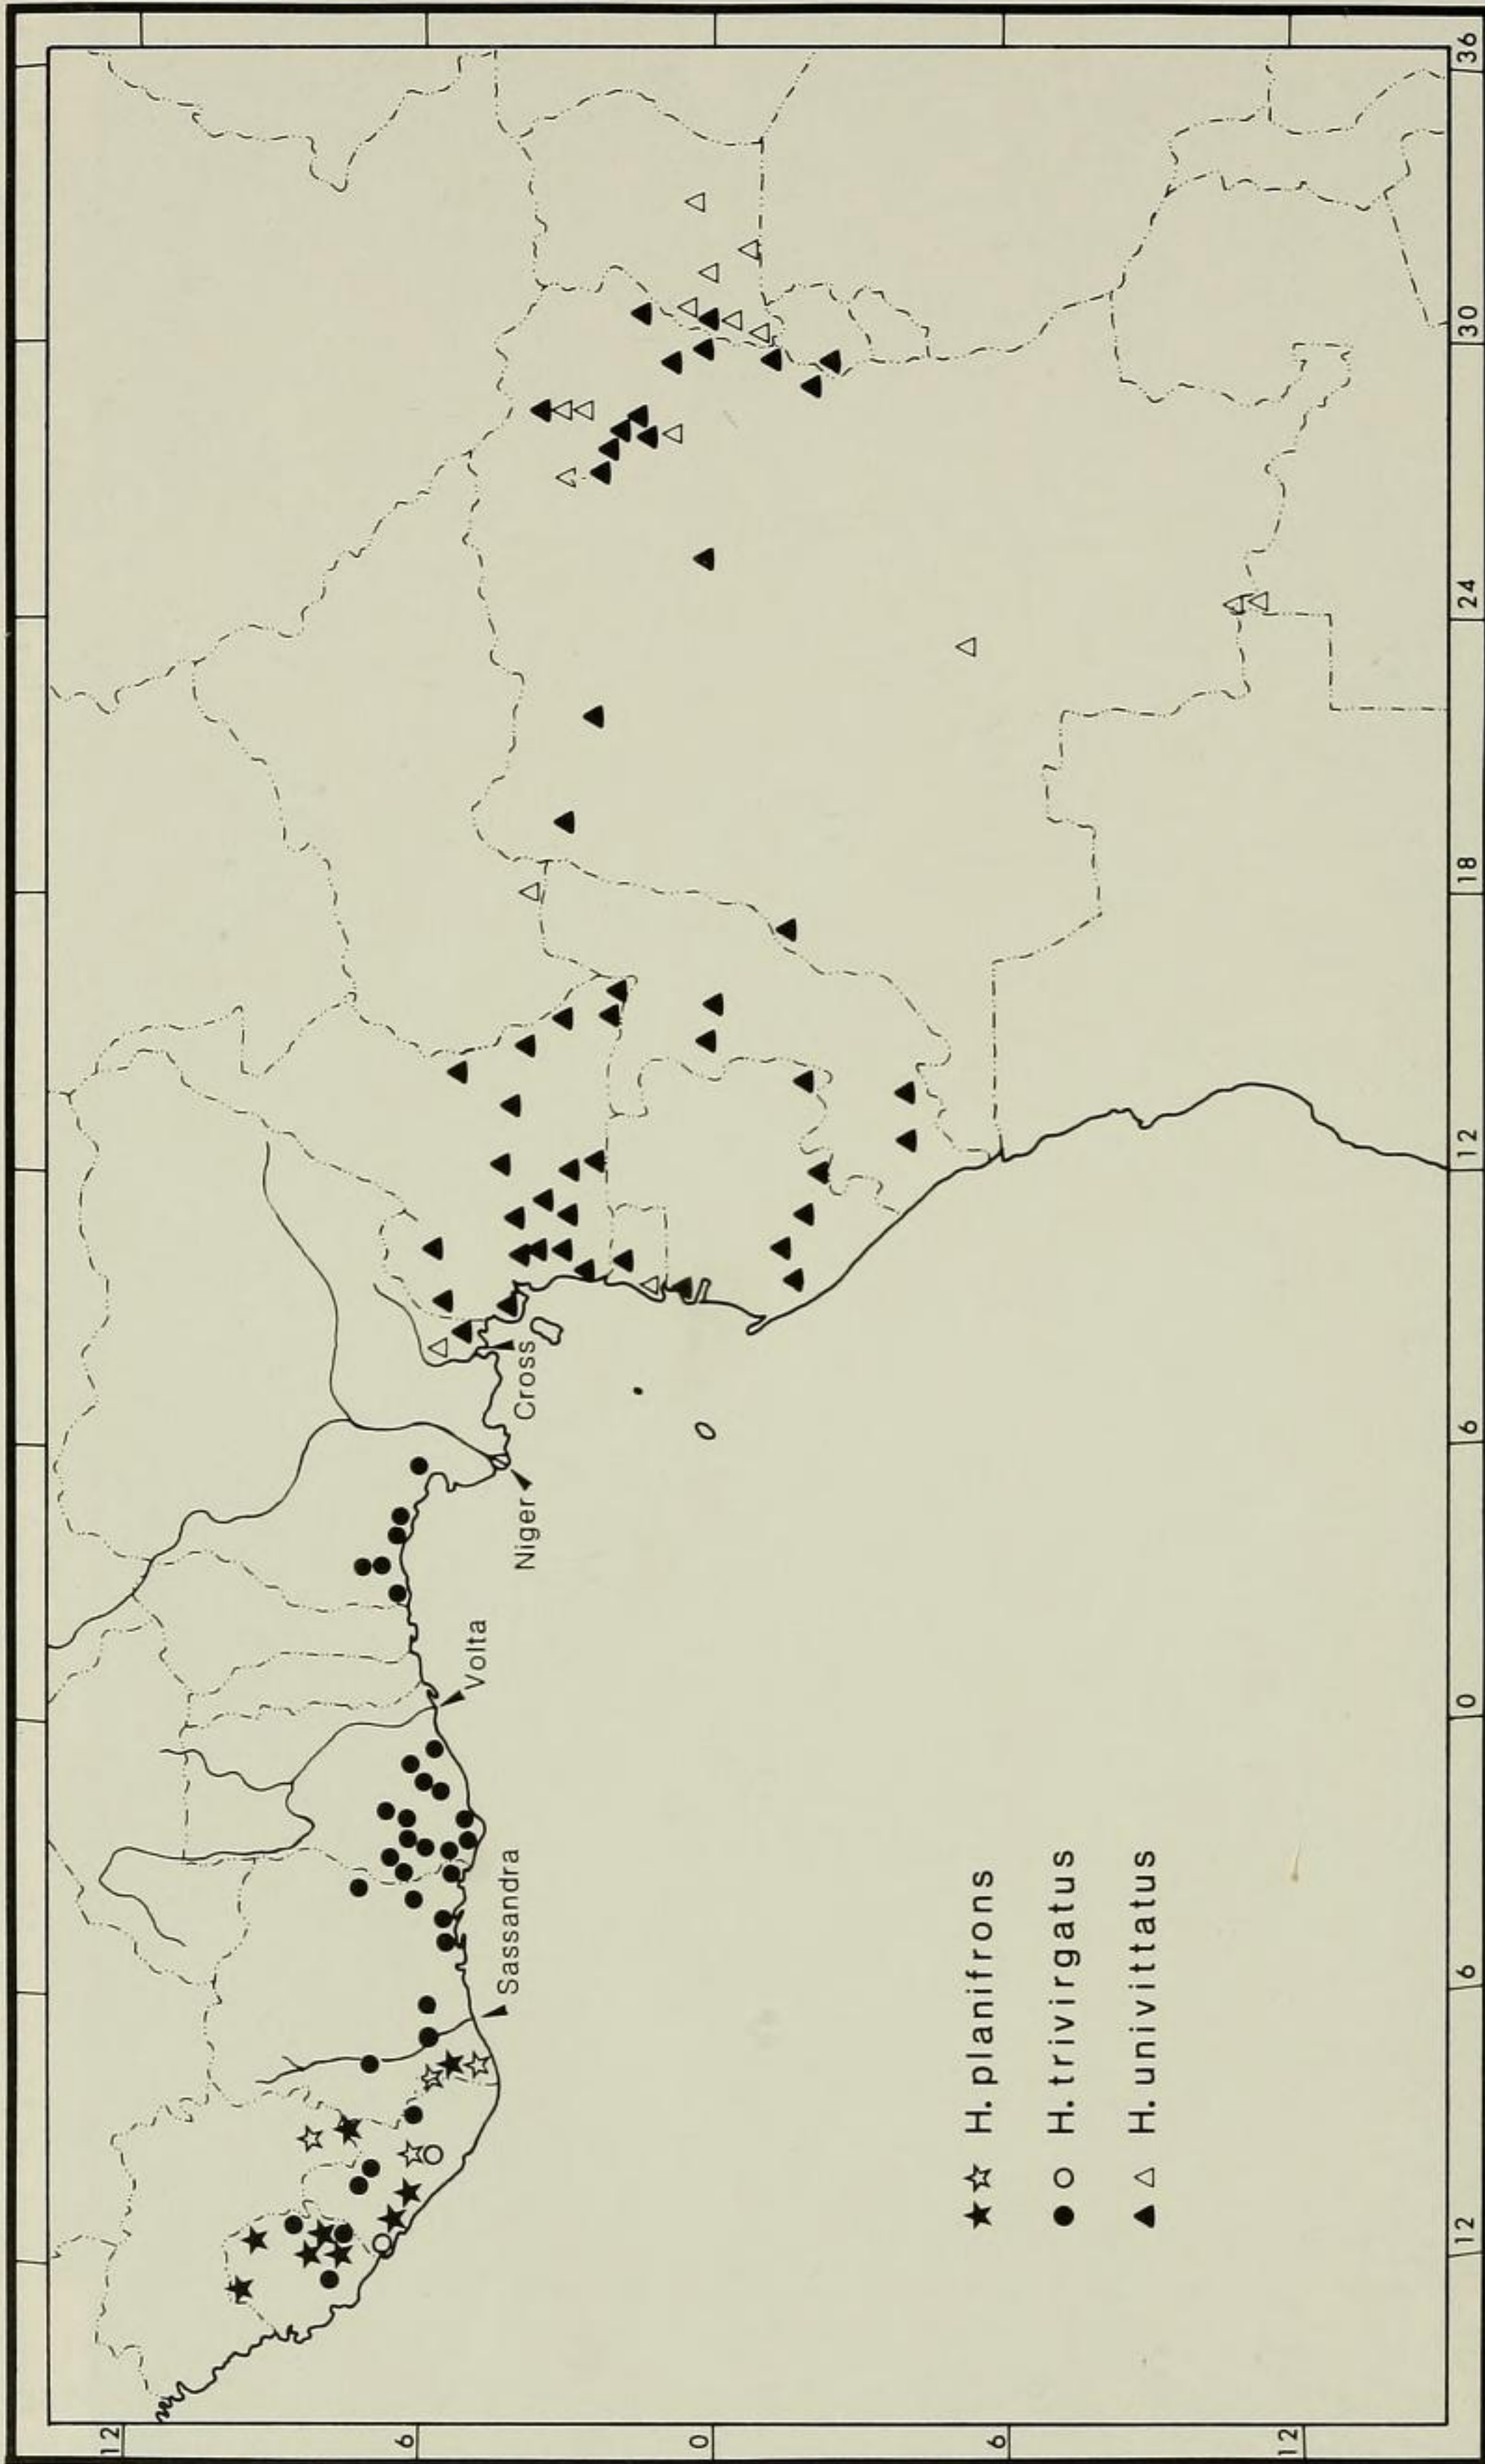 12
6
0
6
12
12
6
0
6
12
18
24
30
36
Sassandra
Volta
Niger
Cross
H. planifrons
H. trivirgatus
H. univittatus